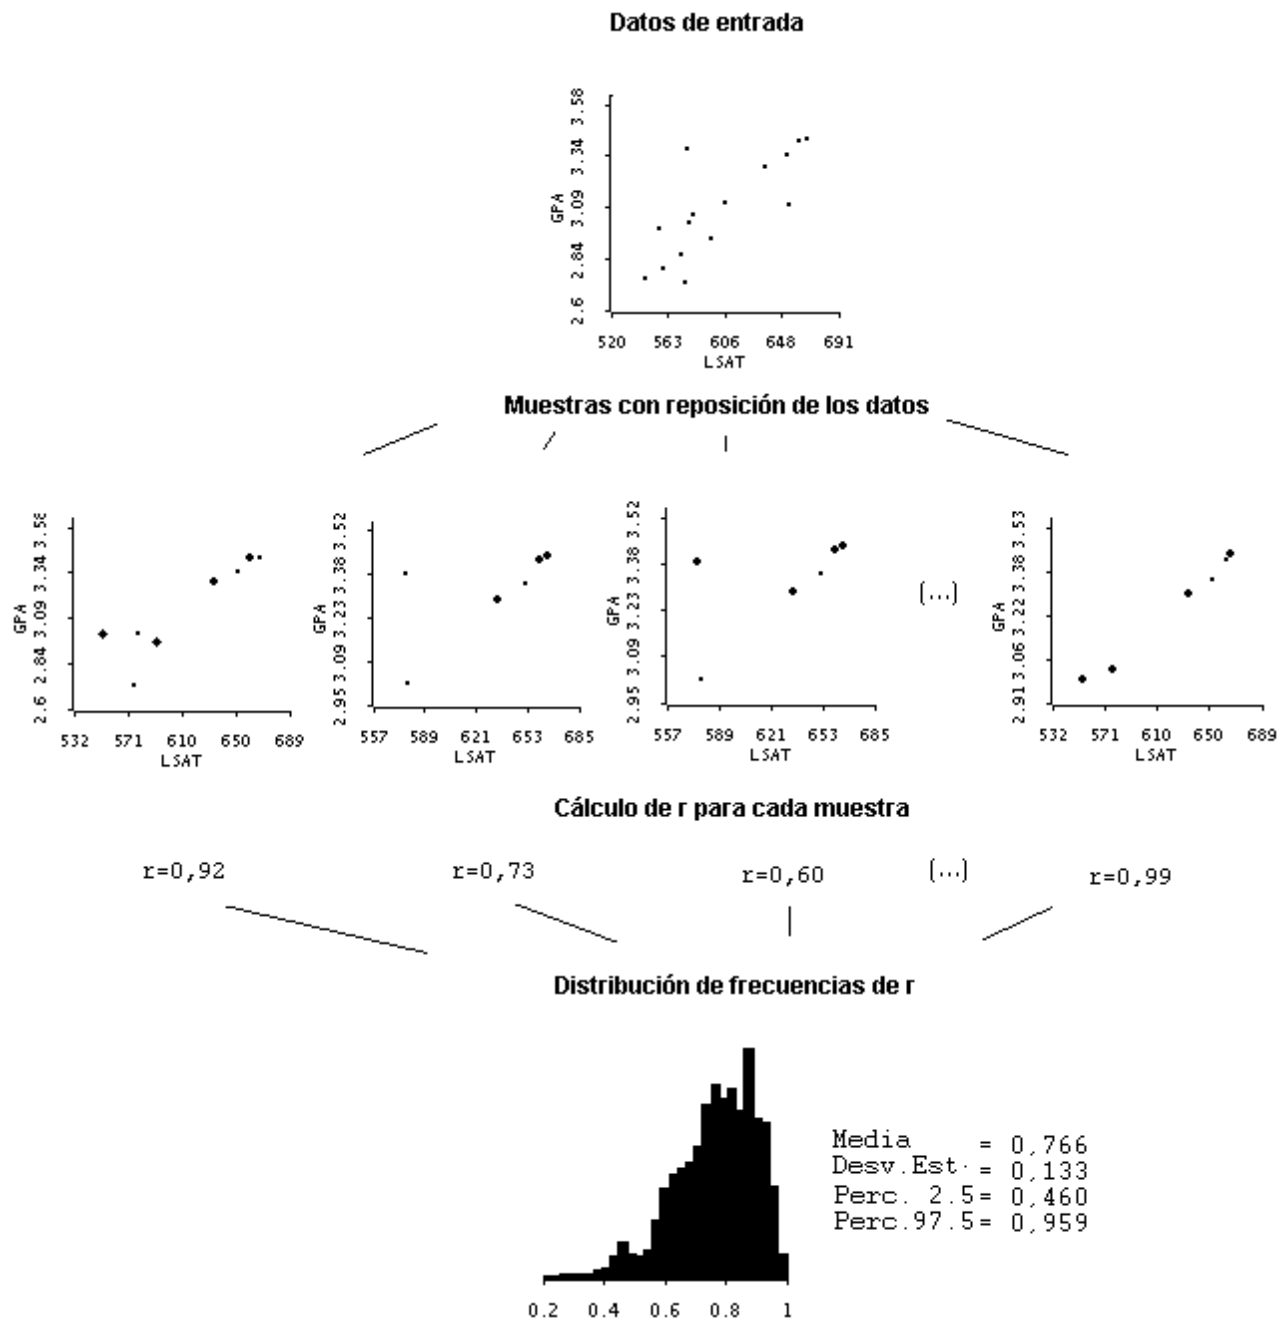 Datos de entrada
3.58
3.34
3.09
2.84
2.6
GPA
520 563 606 648 691
LSAT
Muestras con reposición de los datos
3.58
3.34
3.09
2.84
2.6
GPA
532 571 610 650 689
LSAT
3.52
3.38
3.23
3.09
2.95
GPA
557 589 621 653 685
LSAT
3.52
3.38
3.23
3.09
2.95
GPA
557 589 621 653 685
LSAT
(...)
3.53
3.38
3.22
3.06
2.91
GPA
532 571 610 650 689
LSAT
Cálculo de r para cada muestra
r=0,92 r=0,73 r=0,60 (...) r=0,99
Distribución de frecuencias de r
Media = 0,766
Desv.Est. = 0,133
Perc. 2.5= 0,460
Perc.97.5= 0,959
0.2 0.4 0.6 0.8 1